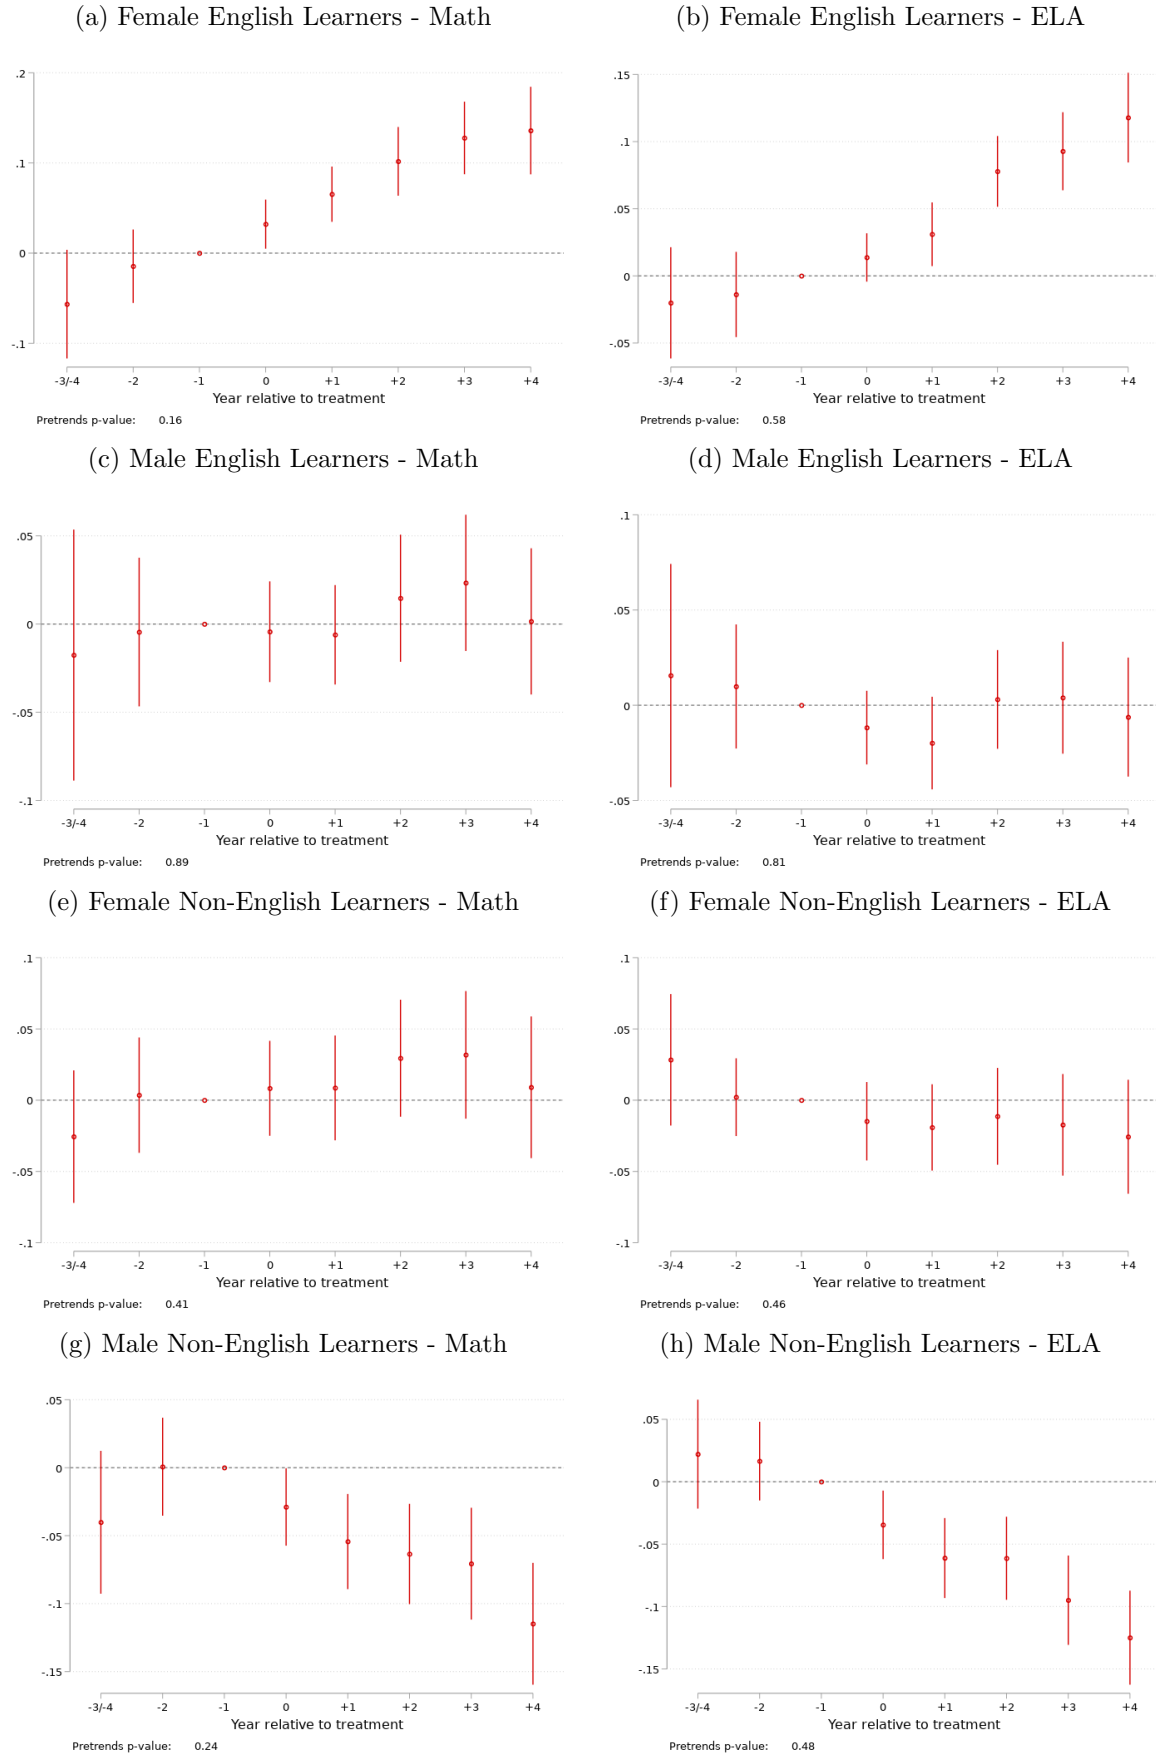 (a) Female English Learners - Math
.2
.1
0
-.1
-3/-4 -2 -1 0 +1 +2 +3 +4
Year relative to treatment
Pretrends p-value: 0.16
(b) Female English Learners - ELA
.15
.1
.05
0
-.05
-3/-4 -2 -1 0 +1 +2 +3 +4
Year relative to treatment
Pretrends p-value: 0.58
(c) Male English Learners - Math
.05
0
-.05
-.1
-3/-4 -2 -1 0 +1 +2 +3 +4
Year relative to treatment
Pretrends p-value: 0.89
(d) Male English Learners - ELA
.1
.05
0
-.05
-3/-4 -2 -1 0 +1 +2 +3 +4
Year relative to treatment
Pretrends p-value: 0.81
(e) Female Non-English Learners - Math
.1
.05
0
-.05
-.1
-3/-4 -2 -1 0 +1 +2 +3 +4
Year relative to treatment
Pretrends p-value: 0.41
(f) Female Non-English Learners - ELA
.1
.05
0
-.05
-.1
-3/-4 -2 -1 0 +1 +2 +3 +4
Year relative to treatment
Pretrends p-value: 0.46
(g) Male Non-English Learners - Math
.05
0
-.05
-.1
-.15
-3/-4 -2 -1 0 +1 +2 +3 +4
Year relative to treatment
Pretrends p-value: 0.24
(h) Male Non-English Learners - ELA
.05
0
-.05
-.1
-.15
-3/-4 -2 -1 0 +1 +2 +3 +4
Year relative to treatment
Pretrends p-value: 0.48